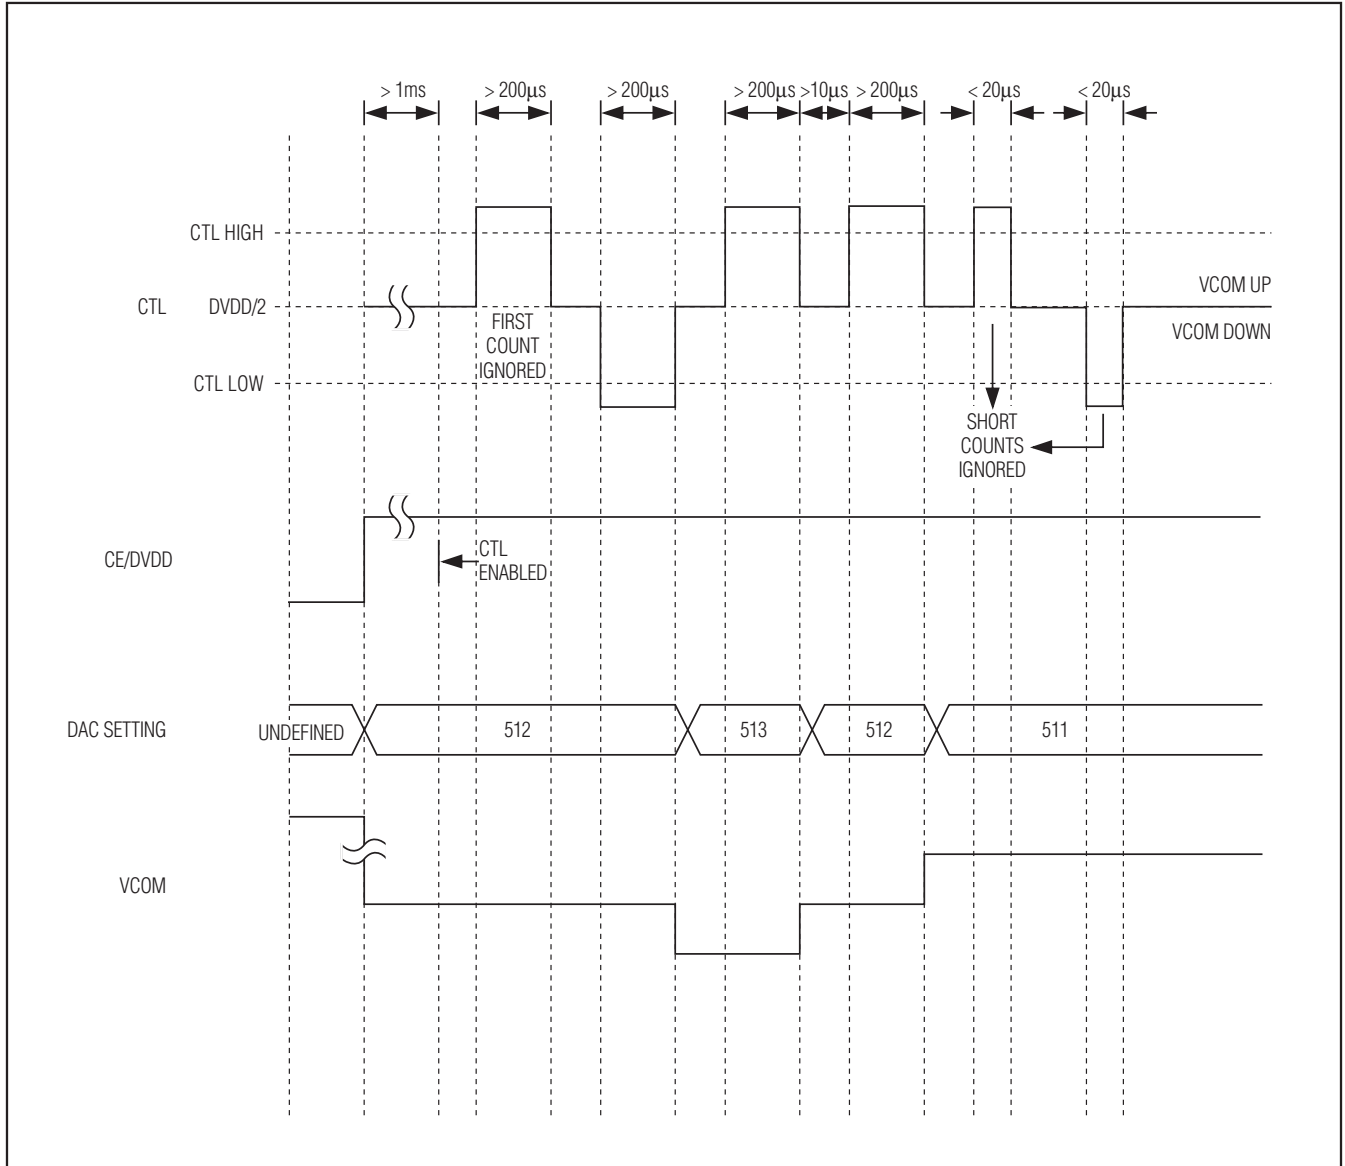 > 1ms
> 200µs
> 200µs
> 200µs
>10µs
> 200µs
< 20µs
< 20µs
CTL HIGH
VCOM UP
CTL
DVDD/2
FIRST
COUNT
IGNORED
VCOM DOWN
CTL LOW
SHORT
COUNTS
IGNORED
CE/DVDD
CTL
ENABLED
DAC SETTING
UNDEFINED
512
513
512
511
VCOM